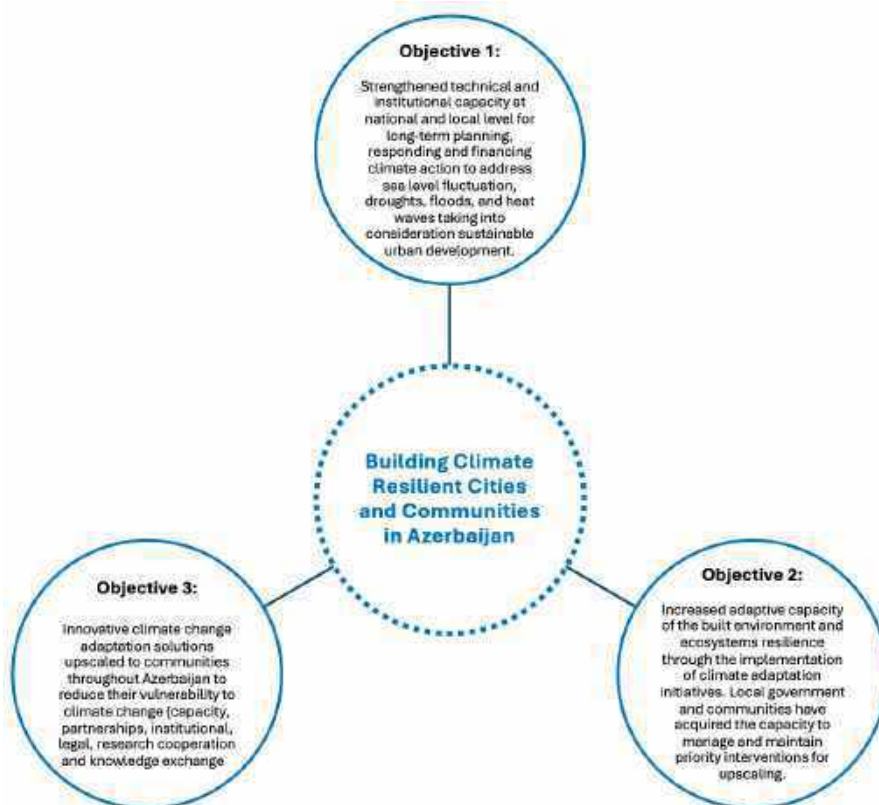 Objective 1:
Strengthened technical and
institutional capacity at
national and local level for
long-term planning,
responding and financing
climate action to address
sea level fluctuation,
droughts, floods, and heat
waves taking into
consideration sustainable
urban development.
Building Climate
Resilient Cities
and Communities
in Azerbaijan
Objective 3:
Innovative climate change
adaptation solutions
upscaled to communities
throughout Azerbaijan to
reduce their vulnerability to
climate change (capacity,
partnerships, institutional,
legal, research cooperation
and knowledge exchange
Objective 2:
Increased adaptive capacity
of the built environment and
ecosystems resilience
through the implementation
of climate adaptation
initiatives. Local government
and communities have
acquired the capacity to
manage and maintain
priority interventions for
upscaling.